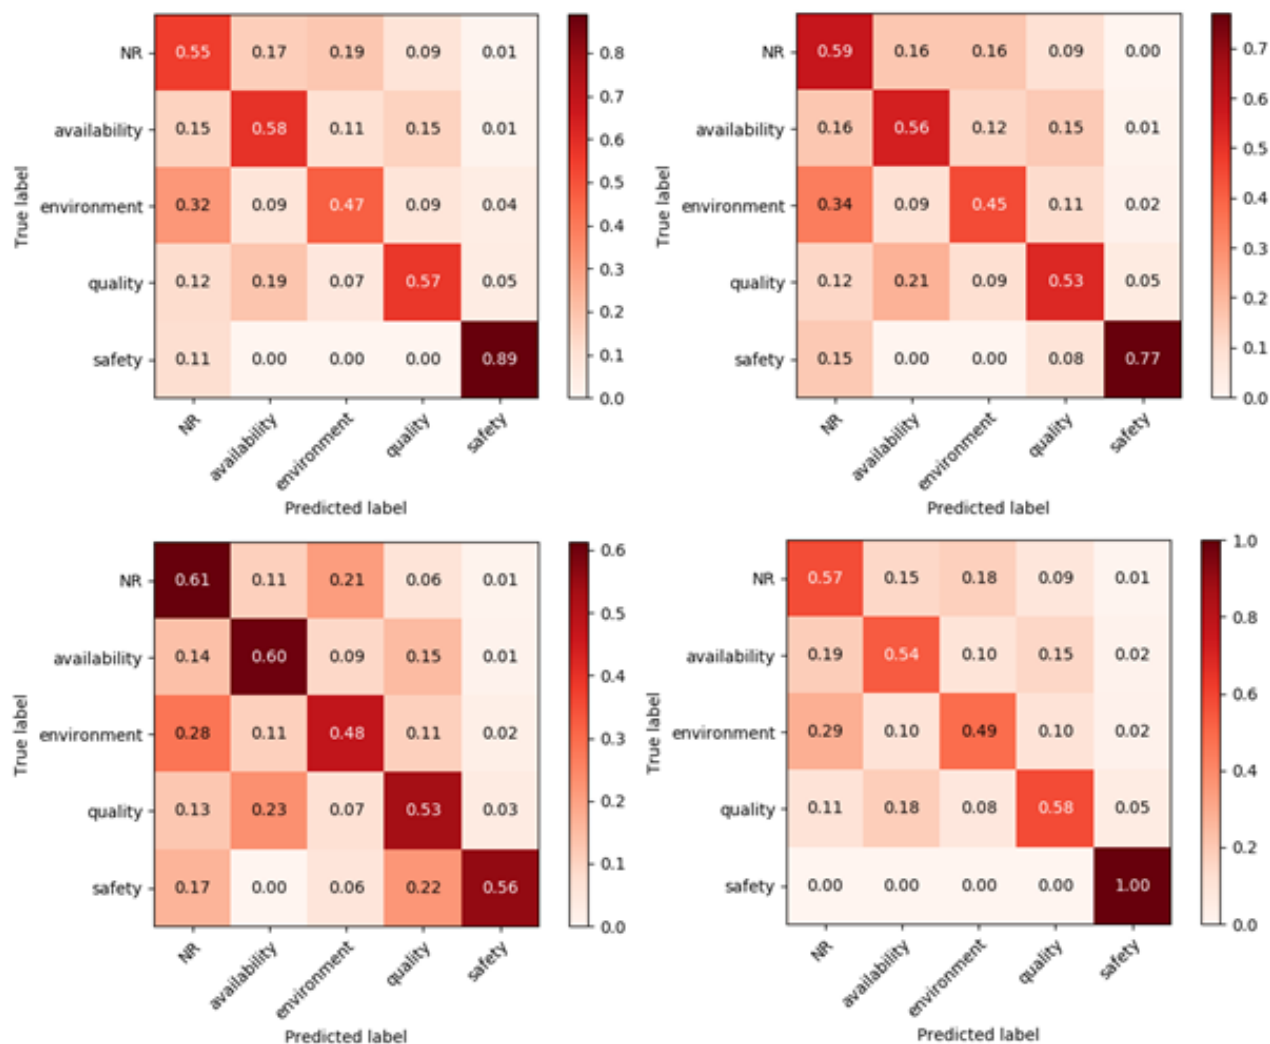 NR 0.55 0.17 0.19 0.09 0.01
availability 0.15 0.58 0.11 0.15 0.01
environment 0.32 0.09 0.47 0.09 0.04
quality 0.12 0.19 0.07 0.57 0.05
safety 0.11 0.00 0.00 0.00 0.89
True label
NR availability environment quality safety
Predicted label
0.8
0.7
0.6
0.5
0.4
0.3
0.2
0.1
0.0
NR 0.59 0.16 0.16 0.09 0.00
availability 0.16 0.56 0.12 0.15 0.01
environment 0.34 0.09 0.45 0.11 0.02
quality 0.12 0.21 0.09 0.53 0.05
safety 0.15 0.00 0.00 0.08 0.77
True label
NR availability environment quality safety
Predicted label
0.7
0.6
0.5
0.4
0.3
0.2
0.1
0.0
NR 0.61 0.11 0.21 0.06 0.01
availability 0.14 0.60 0.09 0.15 0.01
environment 0.28 0.11 0.48 0.11 0.02
quality 0.13 0.23 0.07 0.53 0.03
safety 0.17 0.00 0.06 0.22 0.56
True label
NR availability environment quality safety
Predicted label
0.6
0.5
0.4
0.3
0.2
0.1
0.0
NR 0.57 0.15 0.18 0.09 0.01
availability 0.19 0.54 0.10 0.15 0.02
environment 0.29 0.10 0.49 0.10 0.02
quality 0.11 0.18 0.08 0.58 0.05
safety 0.00 0.00 0.00 0.00 1.00
True label
NR availability environment quality safety
Predicted label
1.0
0.8
0.6
0.4
0.2
0.0